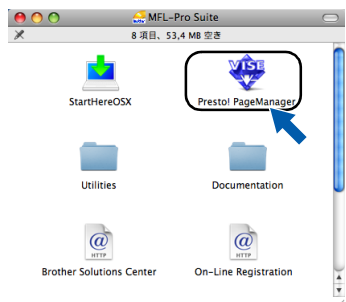 MFL-Pro Suite
8 項目、53,4 MB 空き
VISE
StartHereOSX
Presto! PageManager
Utilities
Documentation
HTTP
HTTP
Brother Solutions Center
On-Line Registration